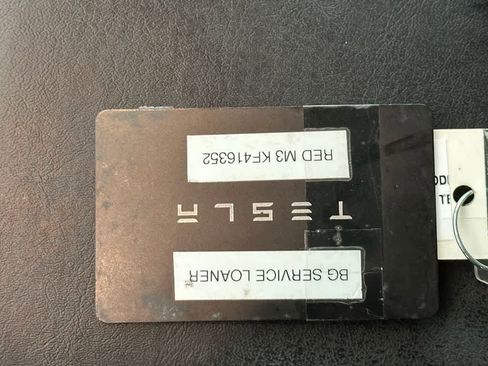 BG SERVICE LOANER
TESLA
RED M3 KF416352